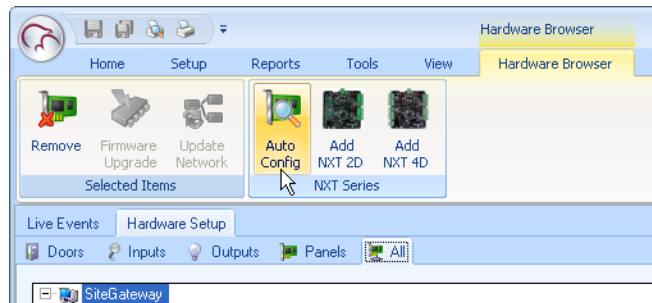 Hardware Browser
Home Setup Reports Tools View Hardware Browser
Remove Firmware Upgrade Update Network Auto Config Add NXT 2D Add NXT 4D
Selected Items NXT Series
Live Events Hardware Setup
Doors Inputs Outputs Panels All
SiteGateway